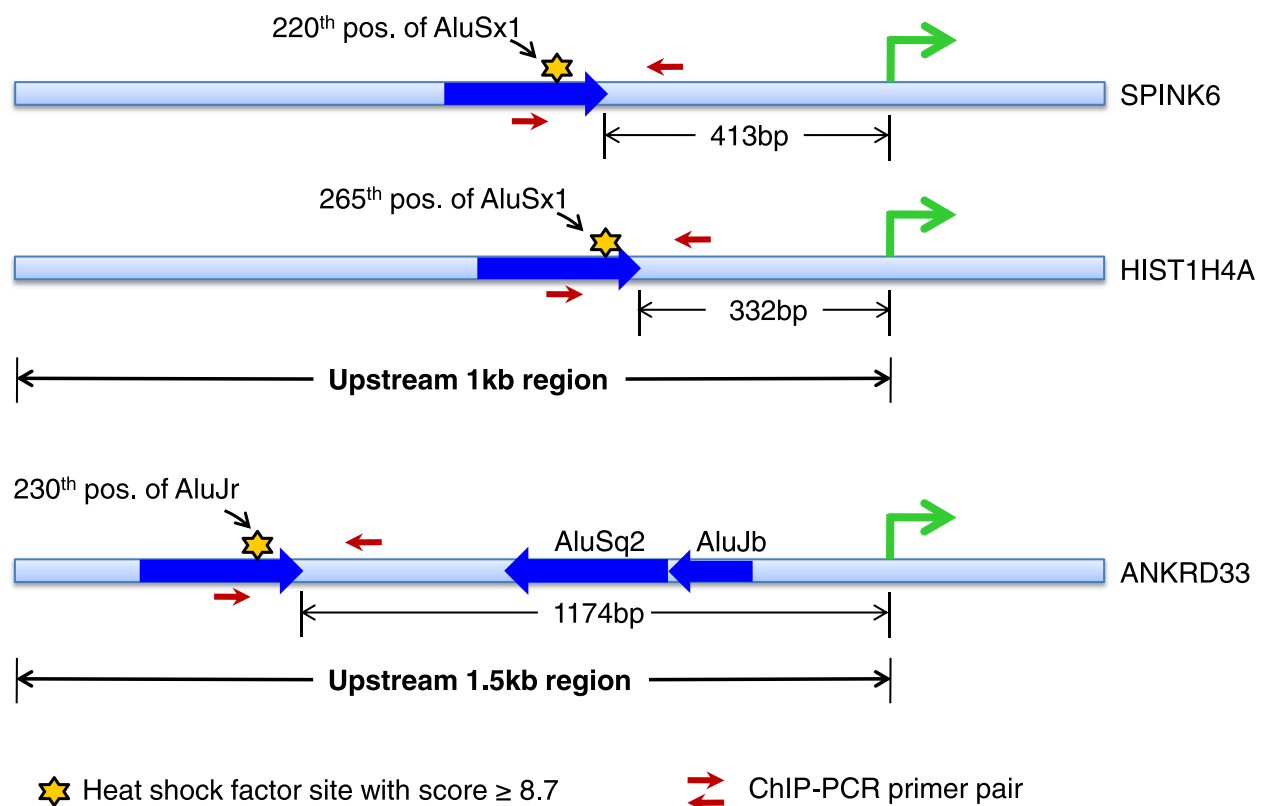 220th pos. of AluSx1
SPINK6
413bp
265th pos. of AluSx1
HIST1H4A
332bp
Upstream 1kb region
230th pos. of AluJr
AluSq2
AluJb
ANKRD33
1174bp
Upstream 1.5kb region
Heat shock factor site with score ≥ 8.7
ChIP-PCR primer pair